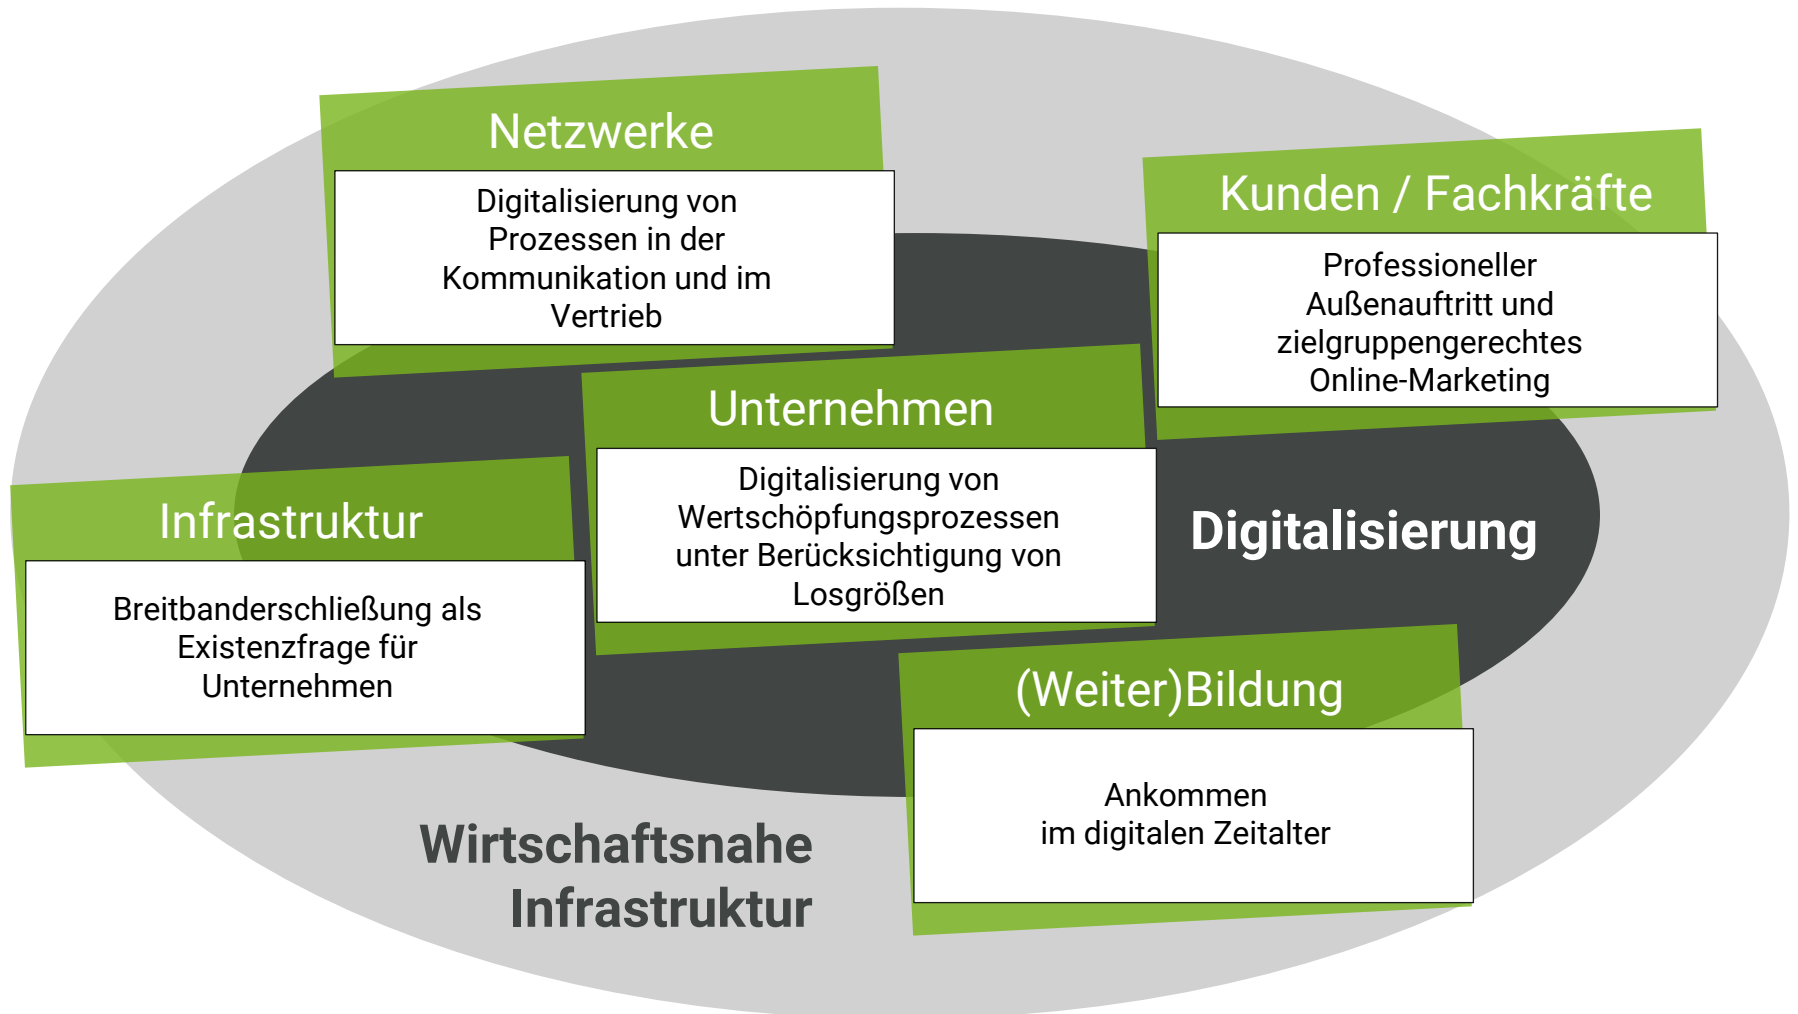 Netzwerke
Digitalisierung von
Prozessen in der
Kommunikation und im
Vertrieb
Kunden / Fachkräfte
Professioneller
Außenauftritt und
zielgruppengerechtes
Online-Marketing
Unternehmen
Digitalisierung von
Wertschöpfungsprozessen
unter Berücksichtigung von
Losgrößen
Digitalisierung
Infrastruktur
Breitbanderschließung als
Existenzfrage für
Unternehmen
(Weiter)Bildung
Ankommen
im digitalen Zeitalter
Wirtschaftsnahe
Infrastruktur